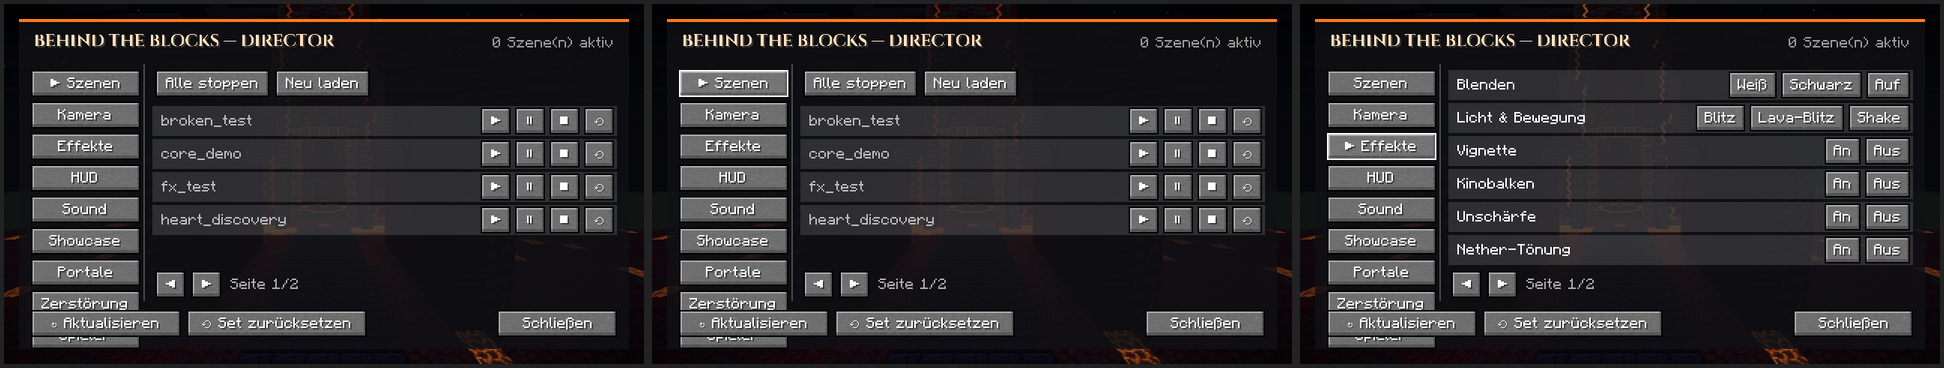 BEHIND THE BLOCKS — DIRECTOR
0 Szene(n) aktiv
► Szenen
Alle stoppen
Neu laden
Kamera
broken_test
Effekte
core_demo
HUD
fx_test
Sound
heart_discovery
Showcase
Portale
Seite 1/2
Zerstörung
Aktualisieren
Set zurücksetzen
Schließen
Spieler
BEHIND THE BLOCKS — DIRECTOR
0 Szene(n) aktiv
► Szenen
Alle stoppen
Neu laden
Kamera
broken_test
Effekte
core_demo
HUD
fx_test
Sound
heart_discovery
Showcase
Portale
Seite 1/2
Zerstörung
Aktualisieren
Set zurücksetzen
Schließen
Spieler
BEHIND THE BLOCKS — DIRECTOR
0 Szene(n) aktiv
Szenen
Blenden
Weiß
Schwarz
Auf
Kamera
Licht & Bewegung
Blitz
Lava-Blitz
Shake
► Effekte
Vignette
An
Aus
HUD
Kinobalken
An
Aus
Sound
Unschärfe
An
Aus
Showcase
Nether-Tönung
An
Aus
Portale
Seite 1/2
Zerstörung
Aktualisieren
Set zurücksetzen
Schließen
Spieler